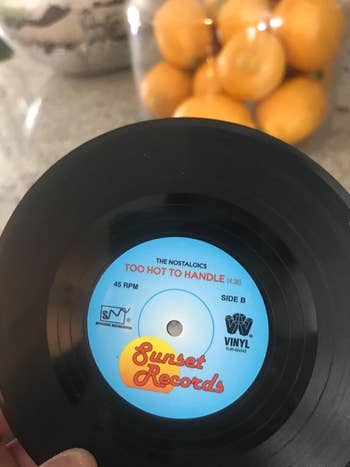 THE NOSTALGICS
TOO HOT TO HANDLE (4:30)
45 RPM
SIDE B
VINYL
Sunset
Records